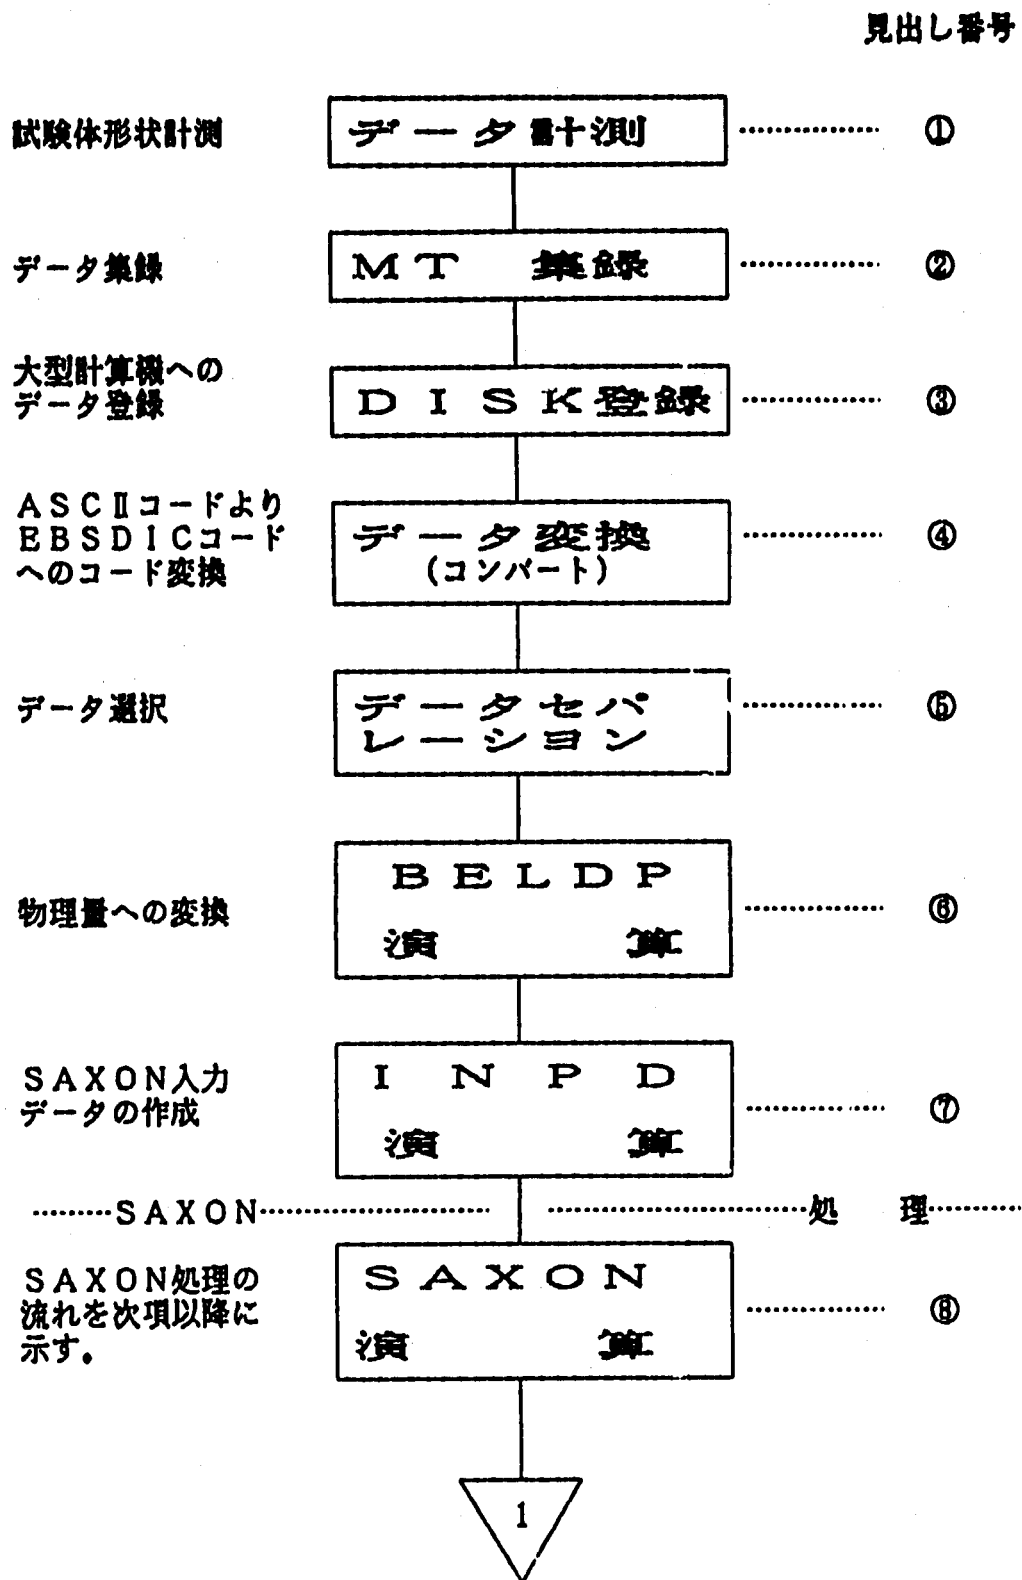 見出し番号
試験体形状計測
データ計測
①
データ集録
MT 集録
②
大型計算機への
データ登録
DISK登録
③
ASCⅡコードより
EBSDICコード
へのコード変換
データ変換
(コンバート)
④
データ選択
データセパ
レーション
⑤
物理量への変換
BELDP
演 算
⑥
SAXON入力
データの作成
INPD
演 算
⑦
………SAXON…………………… ……………………処 理………
SAXON処理の
流れを次項以降に
示す。
SAXON
演 算
⑧
1